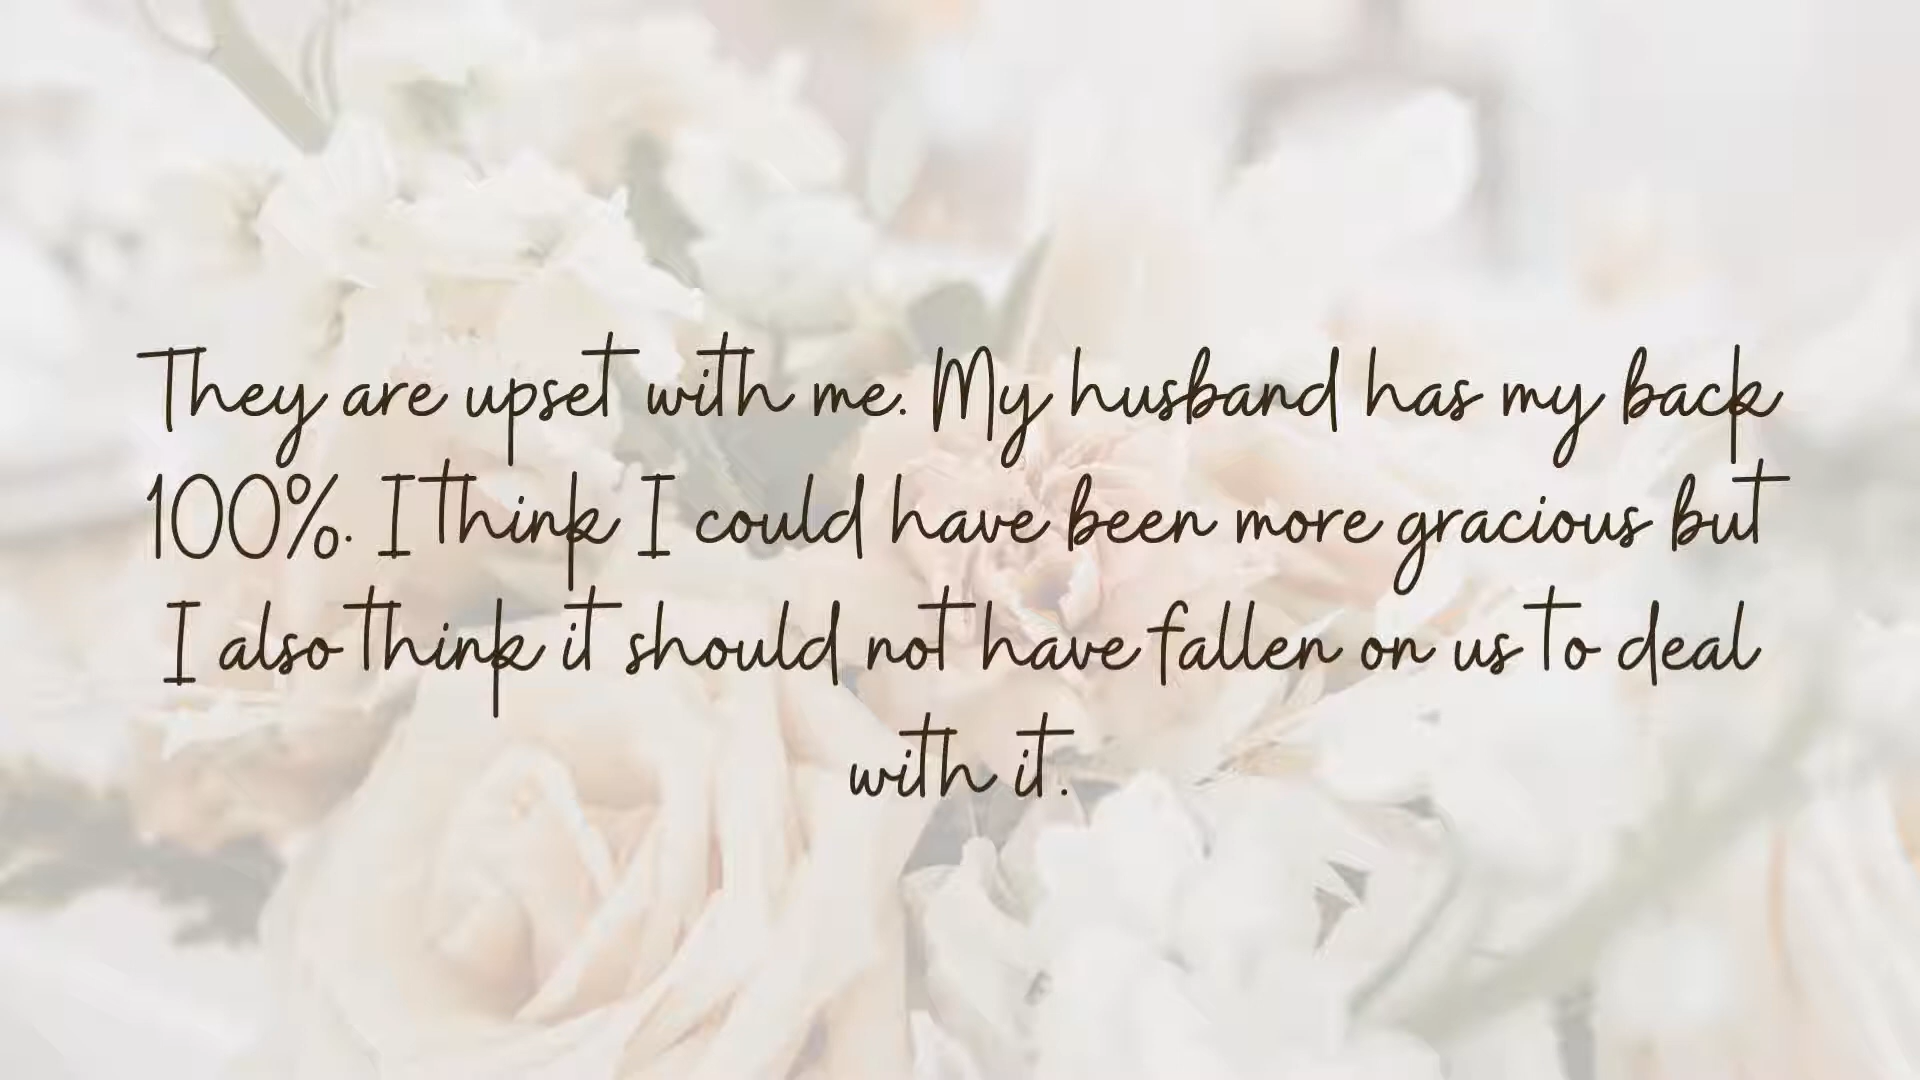 They are upset with me. My husband has my back
100%. I think I could have been more gracious but
I also think it should not have fallen on us to deal
with it.